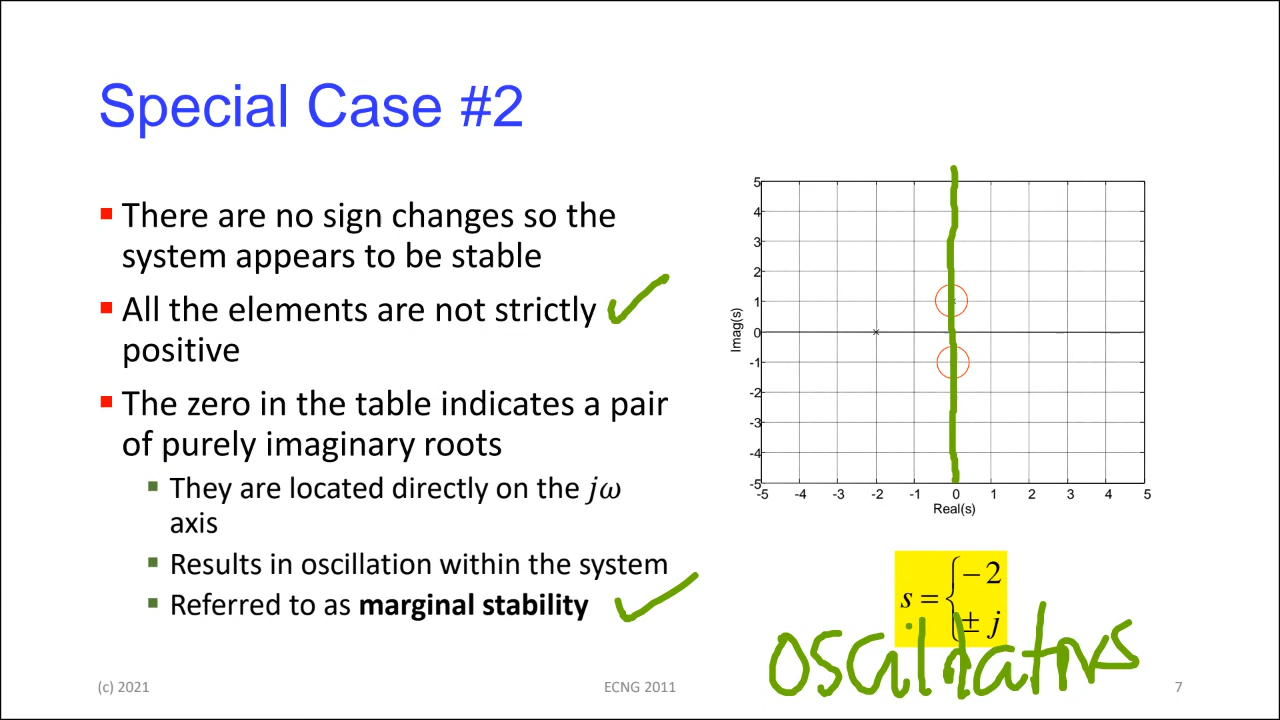 Special Case #2
There are no sign changes so the
system appears to be stable
All the elements are not strictly
positive
The zero in the table indicates a pair
of purely imaginary roots
They are located directly on the jω
axis
Results in oscillation within the system
Referred to as marginal stability
5
4
3
2
1
0
-1
-2
-3
-4
-5
Imag(s)
-5 -4 -3 -2 -1 0 1 2 3 4 5
Real(s)
s = { -2
± j
oscillators
(c) 2021
ECNG 2011
7